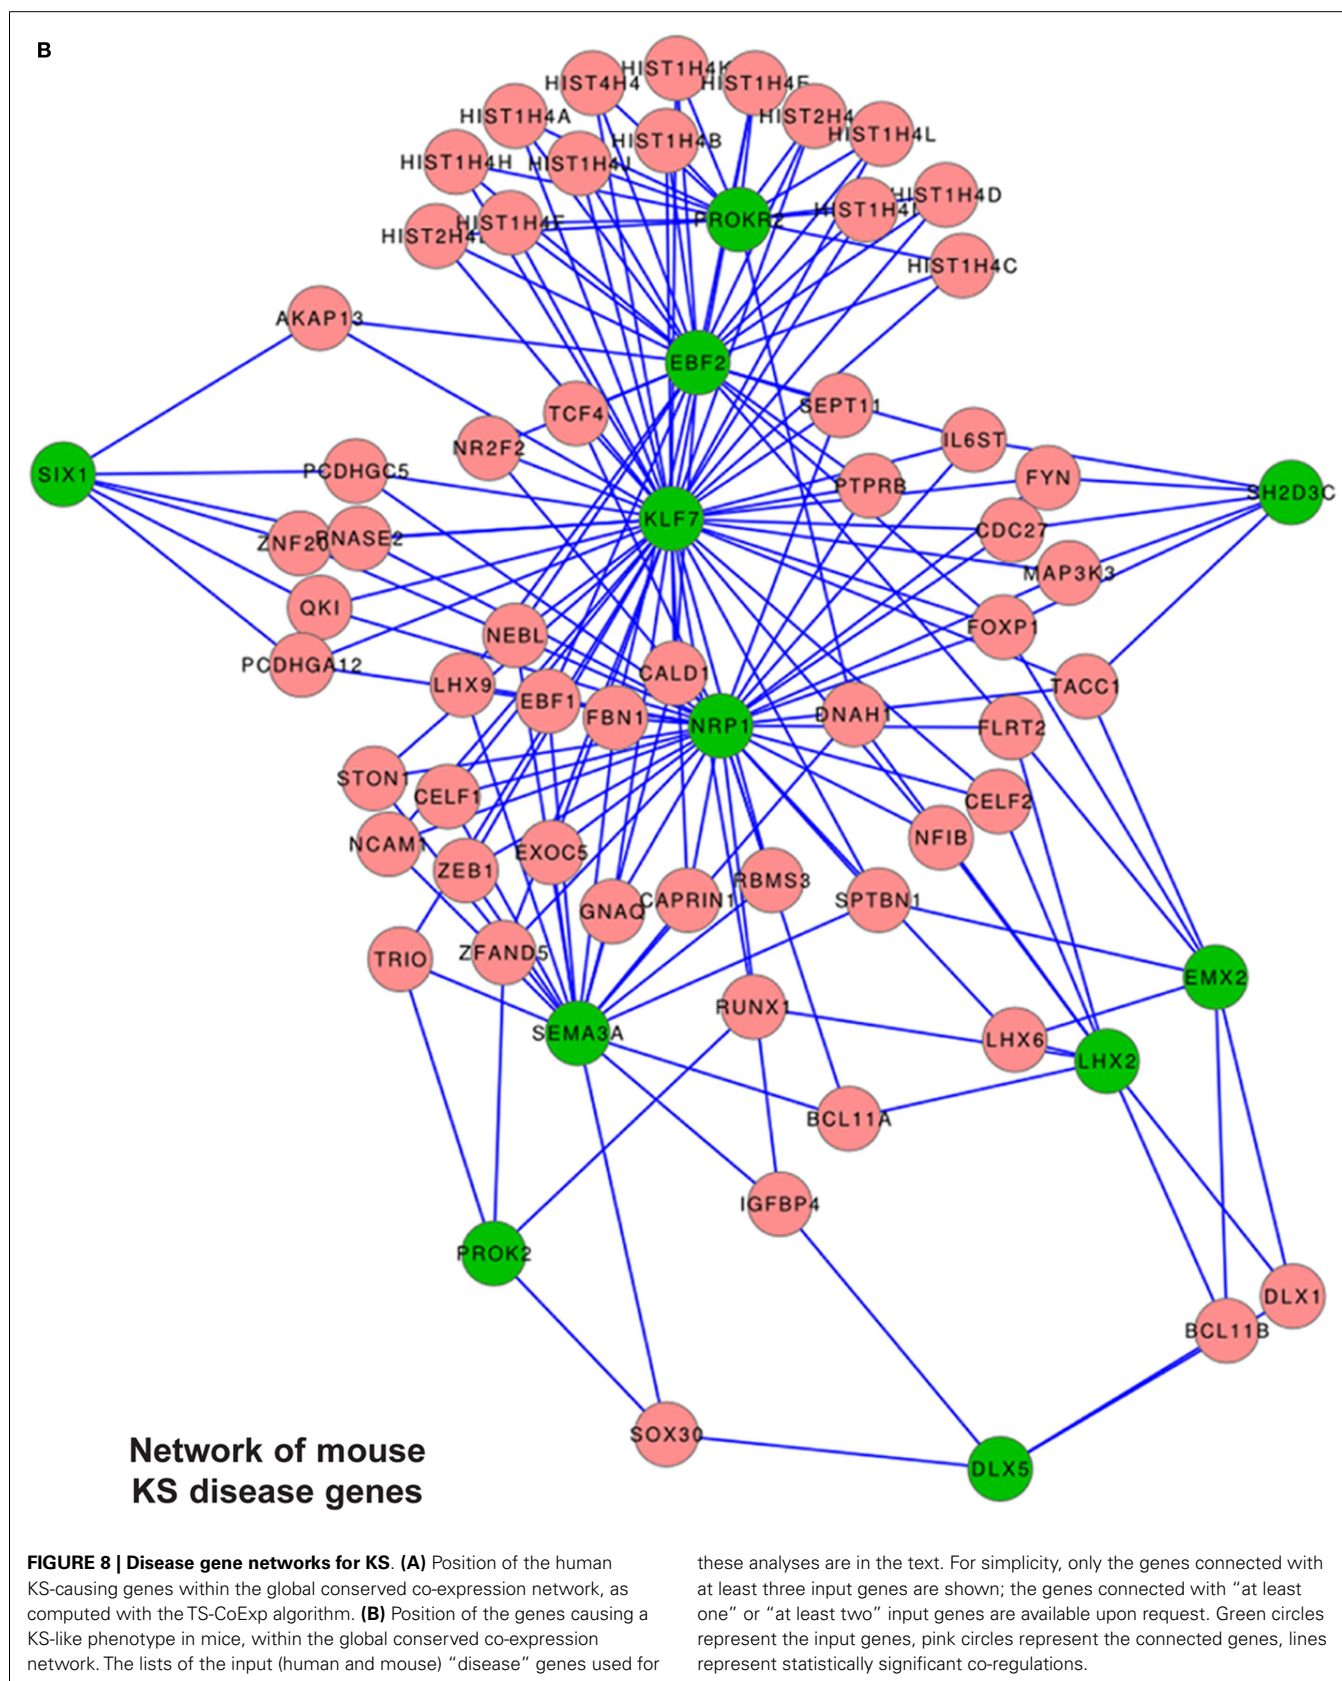 B
HIST1H4K
HIST4H4
HIST1H4A
HIST2H4
HIST1H4B
HIST1H4L
HIST1H4H
HIST1H4J
HIST1H4D
PROKR2
HIST1H4C
AKAP13
EBF2
TCF4
SEPT11
NR2F2
IL6ST
SIX1
PCDHGC5
PTPRB
FYN
SH2D3C
KLF7
CDC27
RNASE2
MAP3K3
QKI
NEBL
FOXP1
PCDHGA12
LHX9
CALD1
TACC1
EBF1
FBN1
NRP1
DNAH1
FLRT2
STON1
CELF1
CELF2
NCAM1
NFIB
ZEB1
EXOC5
RBMS3
GNAQ
CAPRIN1
SPTBN1
TRIO
ZFAND5
EMX2
RUNX1
SEMA3A
LHX6
LHX2
BCL11A
IGFBP4
PROK2
DLX1
BCL11B
SOX30
DLX5
Network of mouse
KS disease genes
FIGURE 8 | Disease gene networks for KS. (A) Position of the human
KS-causing genes within the global conserved co-expression network, as
computed with the TS-CoExp algorithm. (B) Position of the genes causing a
KS-like phenotype in mice, within the global conserved co-expression
network. The lists of the input (human and mouse) “disease” genes used for
these analyses are in the text. For simplicity, only the genes connected with
at least three input genes are shown; the genes connected with “at least
one” or “at least two” input genes are available upon request. Green circles
represent the input genes, pink circles represent the connected genes, lines
represent statistically significant co-regulations.